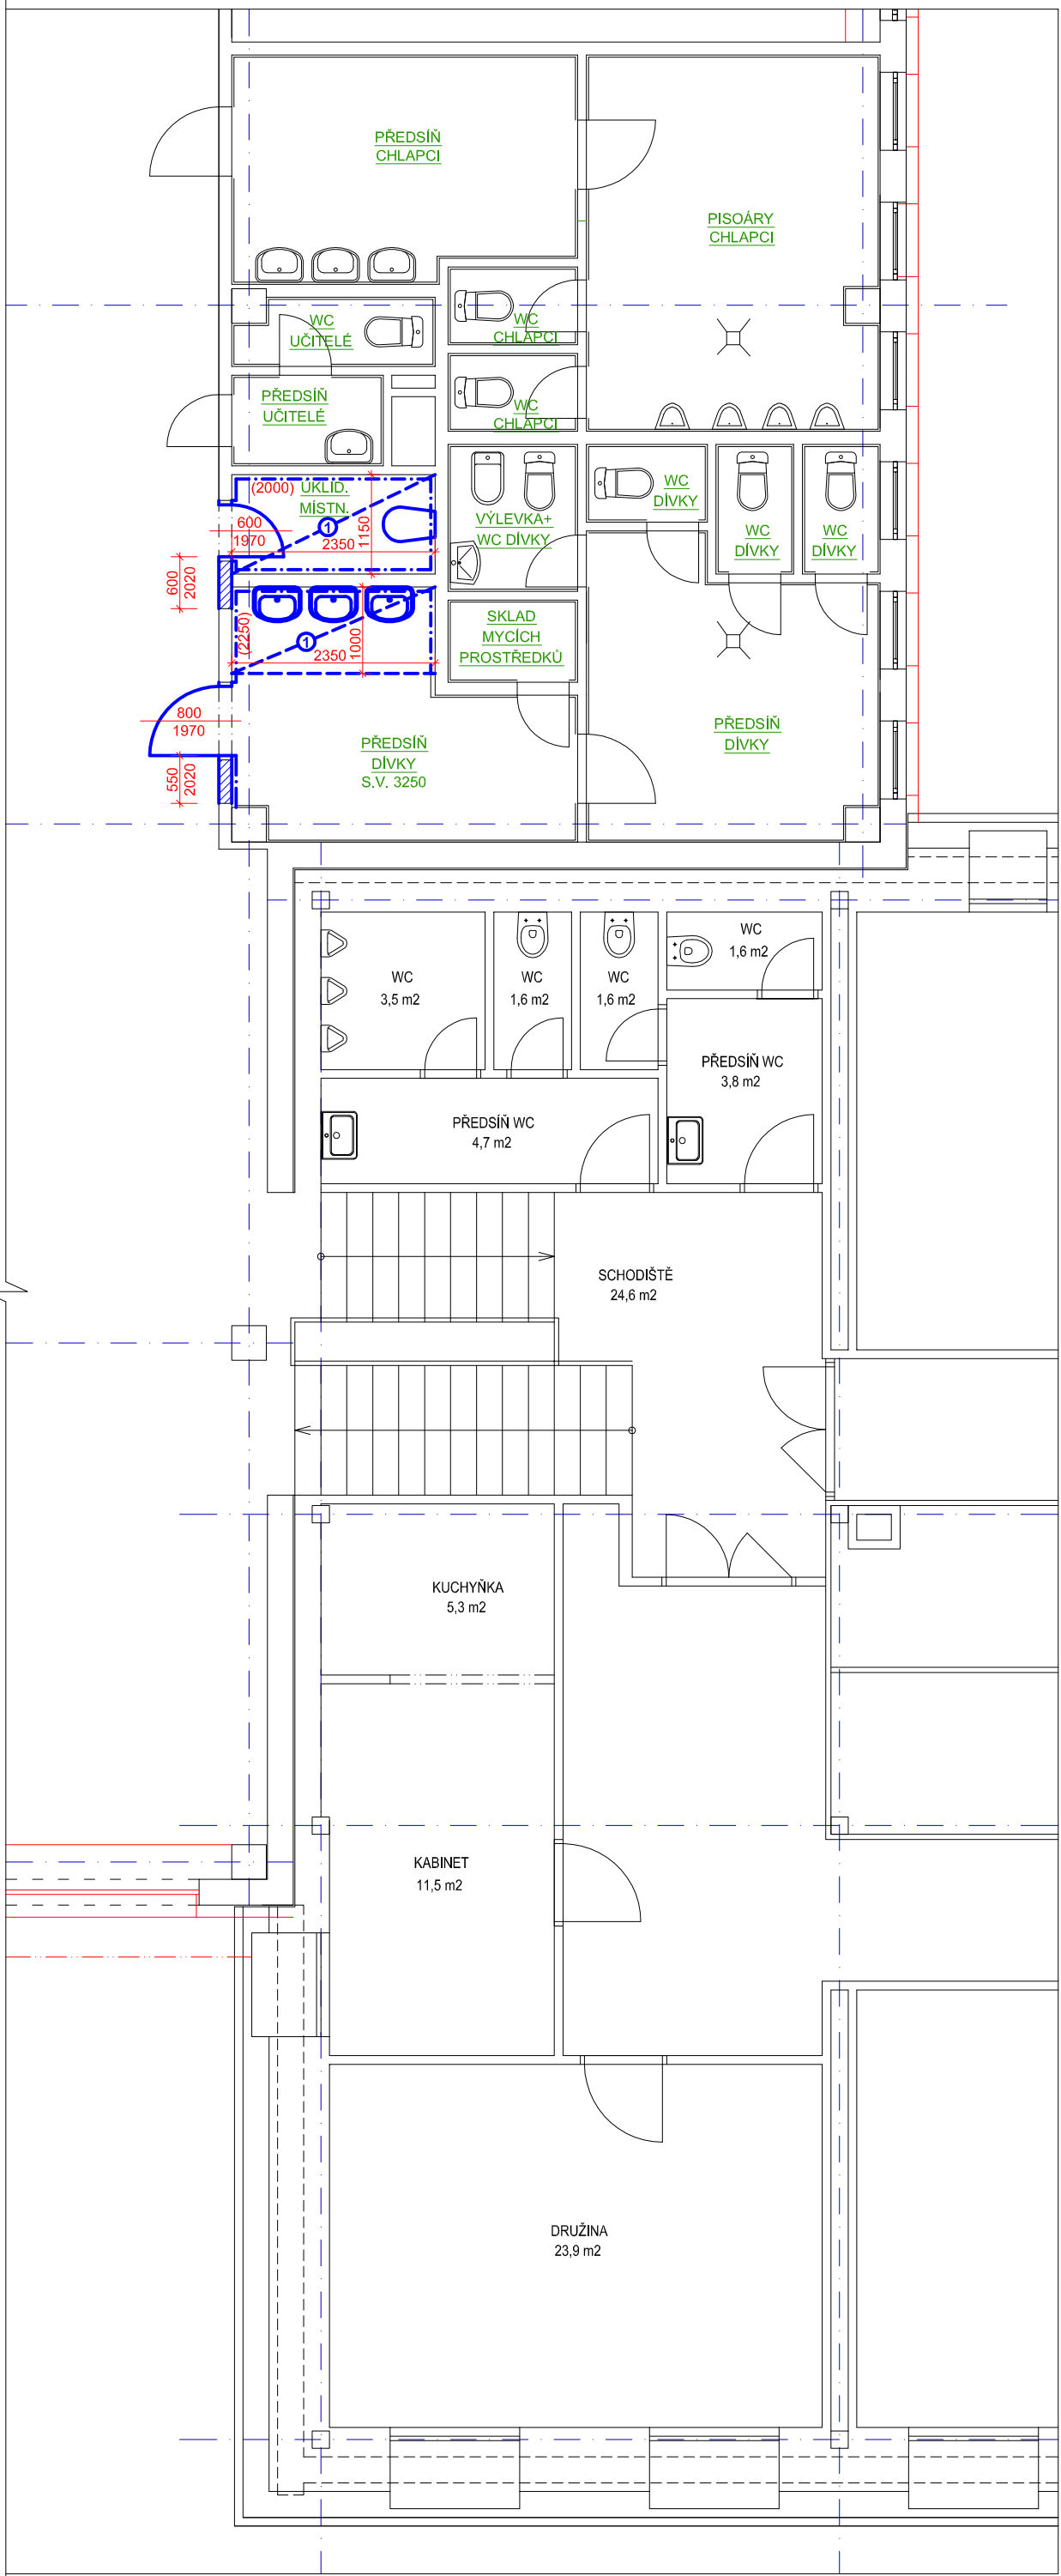 PŘEDSÍŇ
CHLAPCI
PISOÁRY
CHLAPCI
WC
UČITELÉ
WC
CHLAPCI
PŘEDSÍŇ
UČITELÉ
WC
CHLAPCI
(2000)
ÚKLID.
MÍSTN.
600
1970
1
2350
1150
VÝLEVKA+
WC DÍVKY
WC
DÍVKY
WC
DÍVKY
WC
DÍVKY
600
2020
(2250)
1
2350
1000
SKLAD
MYCÍCH
PROSTŘEDKŮ
800
1970
550
2020
PŘEDSÍŇ
DÍVKY
S.V. 3250
PŘEDSÍŇ
DÍVKY
WC
3,5 m2
WC
1,6 m2
WC
1,6 m2
WC
1,6 m2
PŘEDSÍŇ WC
3,8 m2
PŘEDSÍŇ WC
4,7 m2
SCHODIŠTĚ
24,6 m2
KUCHYŇKA
5,3 m2
KABINET
11,5 m2
DRUŽINA
23,9 m2